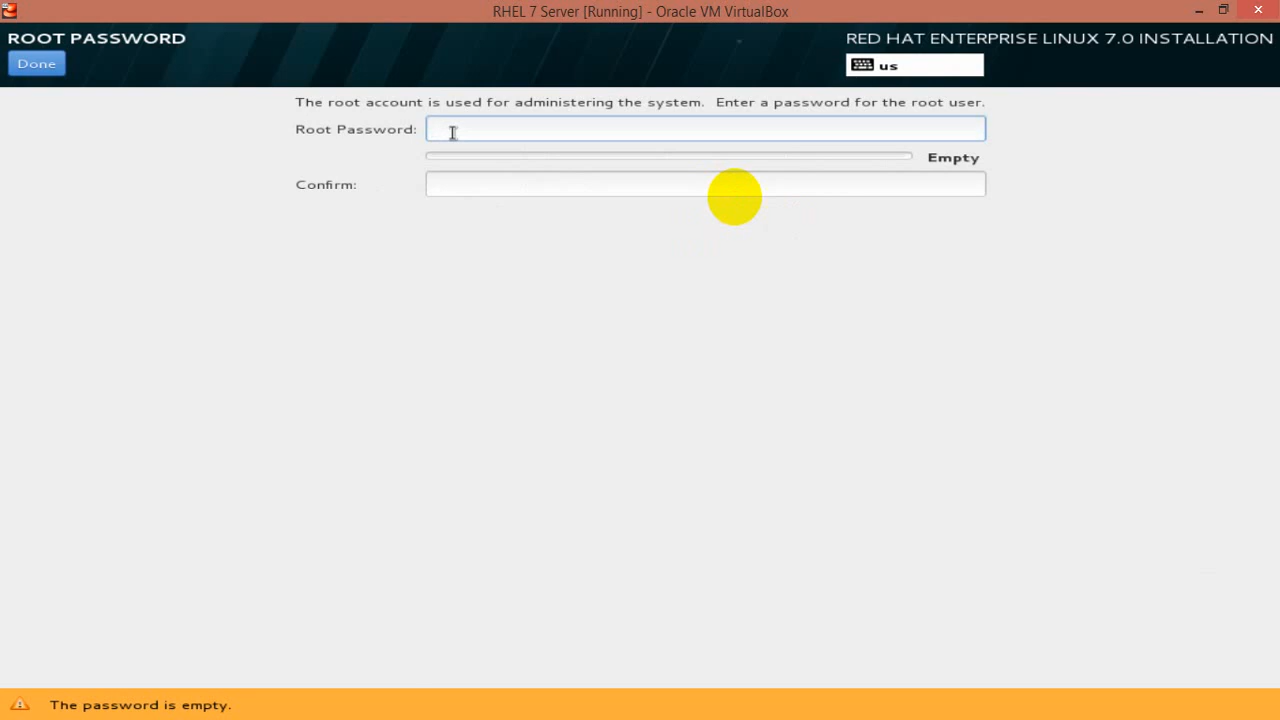 RHEL 7 Server [Running] - Oracle VM VirtualBox
ROOT PASSWORD
RED HAT ENTERPRISE LINUX 7.0 INSTALLATION
Done
us
The root account is used for administering the system. Enter a password for the root user.
Root Password:
Empty
Confirm:
The password is empty.